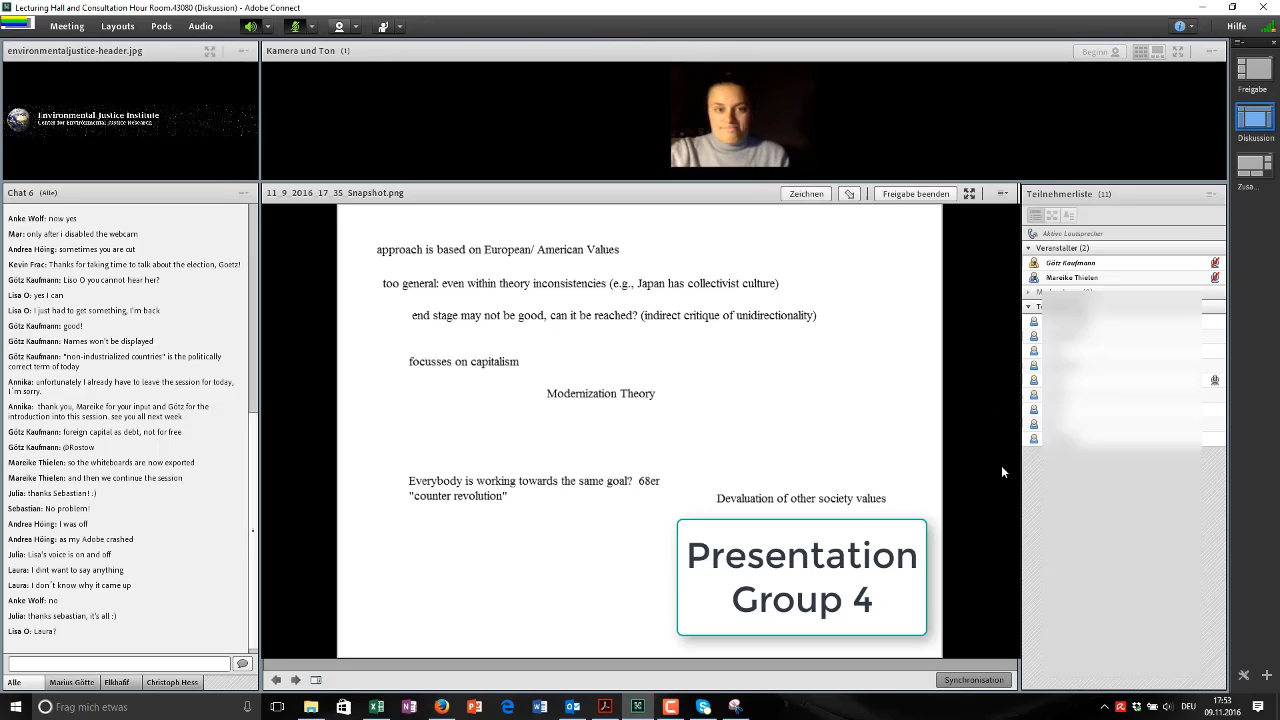 Lecturing Hall and Consultation Hour Room.43080 (Diskussion) - Adobe Connect
Meeting Layouts Pods Audio
Hilfe
environmentaljustice-header.jpg
Kamera und Ton (1)
Beginn
Freigabe
Environmental Justice Institute
Center for Environmental Justice Research
Diskussion
Zusa...
Chat 6 (Alle)
11_9_2016_17_35_Snapshot.png
Zeichnen
Freigabe beenden
Teilnehmerliste (11)
Aktive Lautsprecher
Veranstalter (2)
Götz Kaufmann
Mareike Thielen
Anke Wolf: now yes
Mar: only after i disabled the webcam
Andrea Höing: sometimes you are cut
Kevin Frac: Thanks for taking time to talk about the election, Goetz!
Götz Kaufmann: Liso O you cannot hear her?
Lisa O: yes I can
Lisa O: I just had to get something, I'm back
Götz Kaufmann: good!
Götz Kaufmann: Names won't be displayed
Götz Kaufmann: "non-industrialized countries" is the politically
correct term of today
Annika: unfortunately I already have to leave the session for today,
I´m sorry.
Annika: thank you, Mareike for your input and Götz for the
introduction into this session. see you all next week
Götz Kaufmann: foreign capital as debt, not for free
Götz Kaufmann: @Rostow
Mareike Thielen: so the whiteboards are now exported
Mareike Thielen: and then we continue the session
Julia: thanks Sebastian! :)
Sebastian: No problem!
Andrea Höing: I was off
Andrea Höing: as my Adobe crashed
Julia: Lisa's voice is on and off
Laura: I dint want to say anything
Laura: I don´t know why it came up
Anke Wolf: no
Julia: thanks sebastian, it's all :)
Lisa O: Laura?
Alle Marius Götte Elkhafif Christoph Hess
approach is based on European/ American Values
too general: even within theory inconsistencies (e.g., Japan has collectivist culture)
end stage may not be good, can it be reached? (indirect critique of unidirectionality)
focusses on capitalism
Modernization Theory
Everybody is working towards the same goal? 68er
"counter revolution"
Devaluation of other society values
Presentation
Group 4
Synchronisation
Frag mich etwas
DEU
17:53
09.11.2016